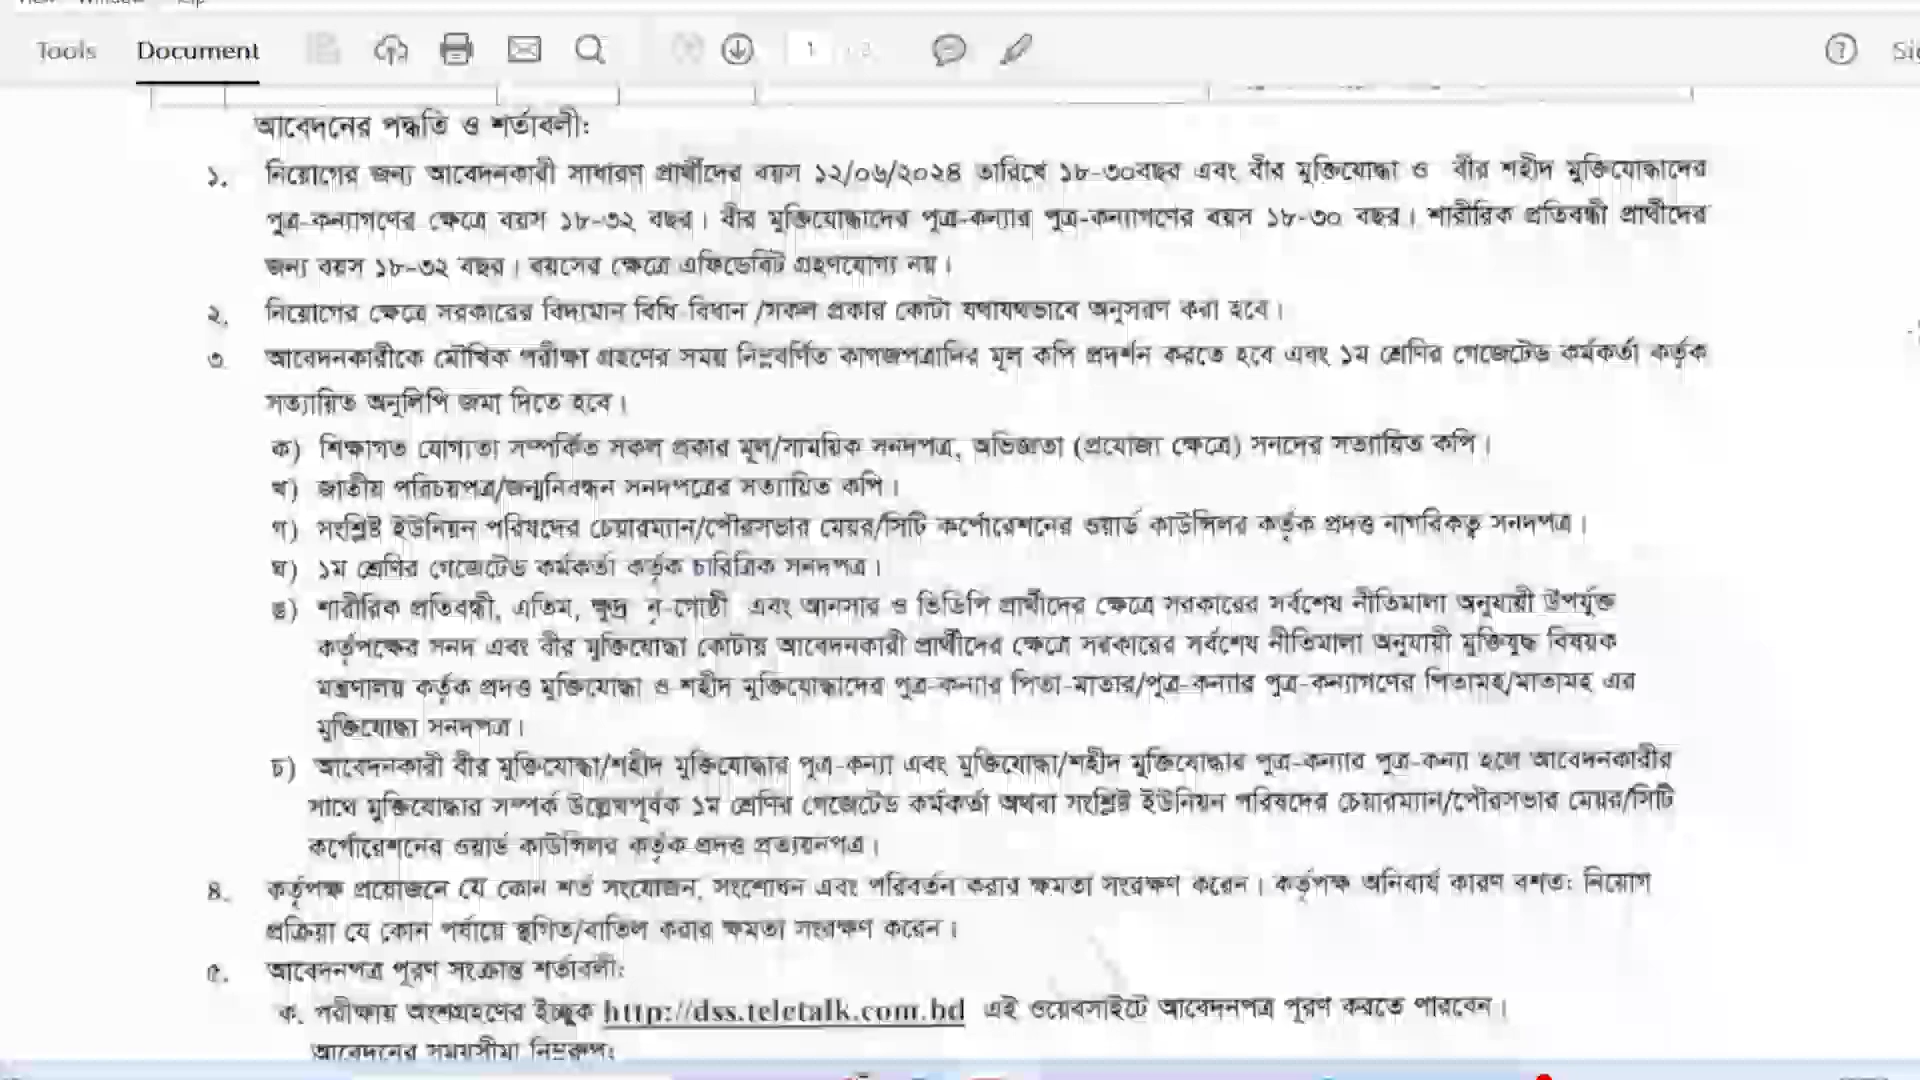 Tools Document 1
আবেদনের পদ্ধতি ও শর্তাবলী:
১. নিয়োগের জন্য আবেদনকারী সাধারণ প্রার্থীদের বয়স ১২/০৬/২০২৪ তারিখে ১৮-৩০বছর এবং বীর মুক্তিযোদ্ধা ও বীর শহীদ মুক্তিযোদ্ধাদের
পুত্র-কন্যাগণের ক্ষেত্রে বয়স ১৮-৩২ বছর। বীর মুক্তিযোদ্ধাদের পুত্র-কন্যার পুত্র-কন্যাগণের বয়স ১৮-৩০ বছর। শারীরিক প্রতিবন্ধী প্রার্থীদের
জন্য বয়স ১৮-৩২ বছর। বয়সের ক্ষেত্রে এফিডেবিট গ্রহণযোগ্য নয়।
২. নিয়োগের ক্ষেত্রে সরকারের বিদ্যমান বিধি-বিধান /সকল প্রকার কোটা যথাযথভাবে অনুসরণ করা হবে।
৩. আবেদনকারীকে মৌখিক পরীক্ষা গ্রহণের সময় নিম্নবর্ণিত কাগজপত্রাদির মূল কপি প্রদর্শন করতে হবে এবং ১ম শ্রেণির গেজেটেড কর্মকর্তা কর্তৃক
সত্যায়িত অনুলিপি জমা দিতে হবে।
ক) শিক্ষাগত যোগ্যতা সম্পর্কিত সকল প্রকার মূল/সাময়িক সনদপত্র, অভিজ্ঞতা (প্রযোজ্য ক্ষেত্রে) সনদের সত্যায়িত কপি।
খ) জাতীয় পরিচয়পত্র/জন্মনিবন্ধন সনদপত্রের সত্যায়িত কপি।
গ) সংশ্লিষ্ট ইউনিয়ন পরিষদের চেয়ারম্যান/পৌরসভার মেয়র/সিটি কর্পোরেশনের ওয়ার্ড কাউন্সিলর কর্তৃক প্রদত্ত নাগরিকত্ব সনদপত্র।
ঘ) ১ম শ্রেণির গেজেটেড কর্মকর্তা কর্তৃক চারিত্রিক সনদপত্র।
ঙ) শারীরিক প্রতিবন্ধী, এতিম, ক্ষুদ্র নৃ-গোষ্ঠী এবং আনসার ও ভিডিপি প্রার্থীদের ক্ষেত্রে সরকারের সর্বশেষ নীতিমালা অনুযায়ী উপর্যুক্ত
কর্তৃপক্ষের সনদ এবং বীর মুক্তিযোদ্ধা কোটায় আবেদনকারী প্রার্থীদের ক্ষেত্রে সরকারের সর্বশেষ নীতিমালা অনুযায়ী মুক্তিযুদ্ধ বিষয়ক
মন্ত্রণালয় কর্তৃক প্রদত্ত মুক্তিযোদ্ধা ও শহীদ মুক্তিযোদ্ধাদের পুত্র-কন্যার পিতা-মাতার/পুত্র-কন্যার পুত্র-কন্যাগণের পিতামহ/মাতামহ এর
মুক্তিযোদ্ধা সনদপত্র।
চ) আবেদনকারী বীর মুক্তিযোদ্ধা/শহীদ মুক্তিযোদ্ধার পুত্র-কন্যা এবং মুক্তিযোদ্ধা/শহীদ মুক্তিযোদ্ধার পুত্র-কন্যার পুত্র-কন্যা হলে আবেদনকারীর
সাথে মুক্তিযোদ্ধার সম্পর্ক উল্লেখপূর্বক ১ম শ্রেণির গেজেটেড কর্মকর্তা অথবা সংশ্লিষ্ট ইউনিয়ন পরিষদের চেয়ারম্যান/পৌরসভার মেয়র/সিটি
কর্পোরেশনের ওয়ার্ড কাউন্সিলর কর্তৃক প্রদত্ত প্রত্যয়নপত্র।
৪. কর্তৃপক্ষ প্রয়োজনে যে কোন শর্ত সংযোজন, সংশোধন এবং পরিবর্তন করার ক্ষমতা সংরক্ষণ করেন। কর্তৃপক্ষ অনিবার্য কারণ বশত: নিয়োগ
প্রক্রিয়া যে কোন পর্যায়ে স্থগিত/বাতিল করার ক্ষমতা সংরক্ষণ করেন।
৫. আবেদনপত্র পূরণ সংক্রান্ত শর্তাবলী:
ক. পরীক্ষায় অংশগ্রহণের ইচ্ছুক http://dss.teletalk.com.bd এই ওয়েবসাইটে আবেদনপত্র পূরণ করতে পারবেন।
আবেদনের সময়সীমা নিম্নরূপ: